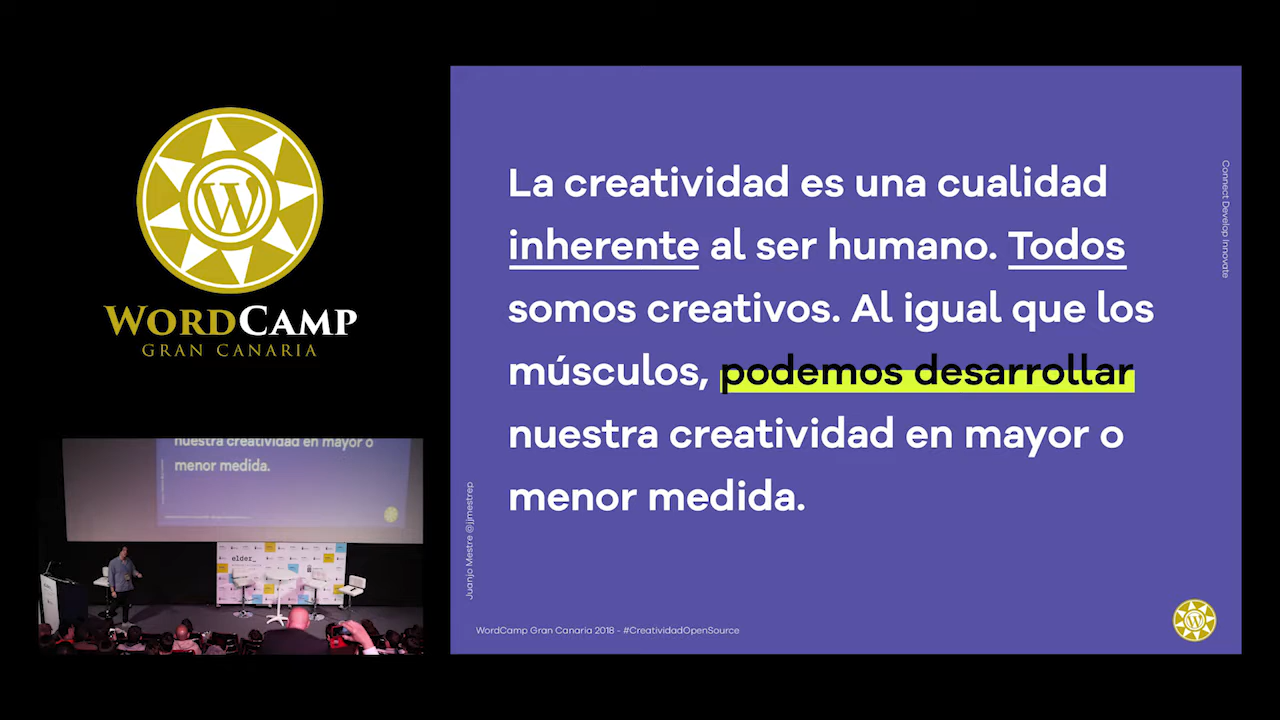 WORDCAMP
GRAN CANARIA
La creatividad es una cualidad
inherente al ser humano. Todos
somos creativos. Al igual que los
músculos, podemos desarrollar
nuestra creatividad en mayor o
menor medida.
Connect Develop Innovate
Juanjo Mestre @jjmestrep
WordCamp Gran Canaria 2018 - #CreatividadOpenSource
nuestra creatividad en mayor o
menor medida.
elder_